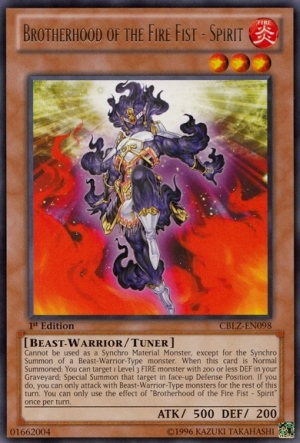 BROTHERHOOD OF THE FIRE FIST - SPIRIT
FIRE
炎
1st Edition
CBLZ-EN098
[BEAST-WARRIOR/TUNER]
Cannot be used as a Synchro Material Monster, except for the Synchro
Summon of a Beast-Warrior-Type monster. When this card is Normal
Summoned: You can target 1 Level 3 FIRE monster with 200 or less DEF in your
Graveyard; Special Summon that target in face-up Defense Position. If you
do, you can only attack with Beast-Warrior-Type monsters for the rest of this
turn. You can only use the effect of "Brotherhood of the Fire Fist - Spirit"
once per turn.
ATK/ 500 DEF/ 200
01662004
©1996 KAZUKI TAKAHASHI